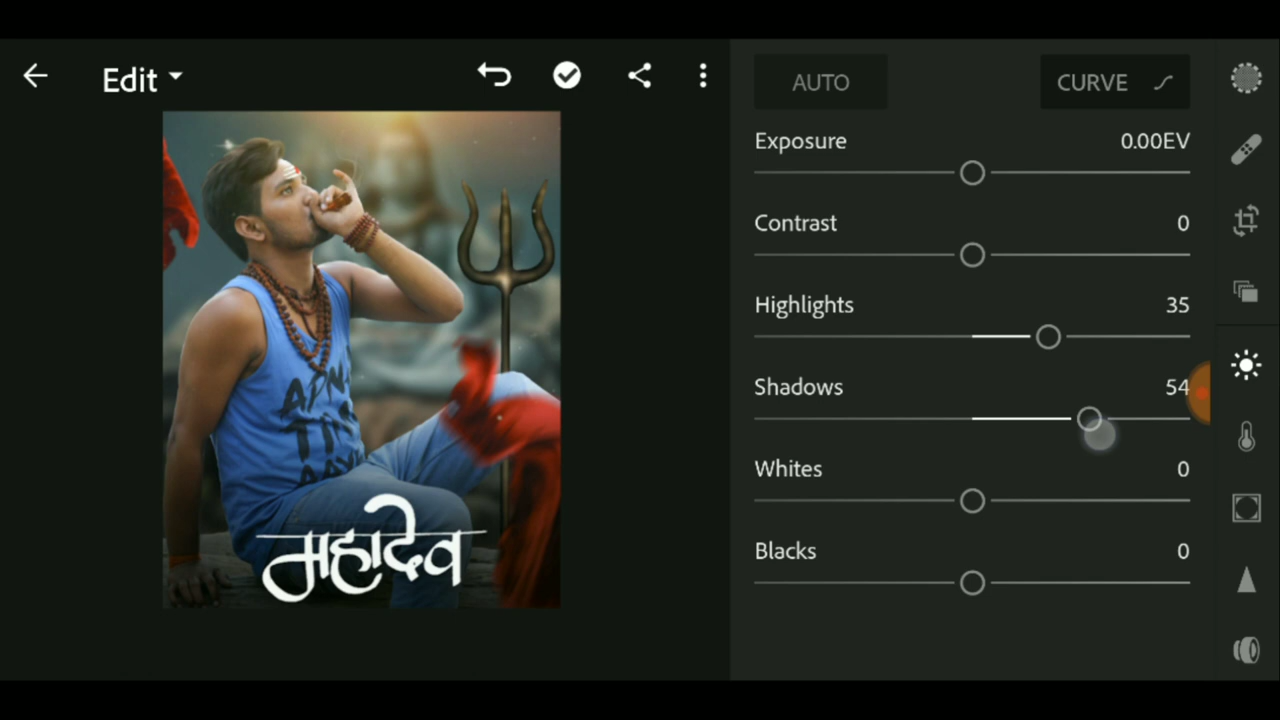 Edit
AUTO
CURVE
Exposure 0.00EV
Contrast 0
Highlights 35
Shadows 54
Whites 0
Blacks 0
महादेव